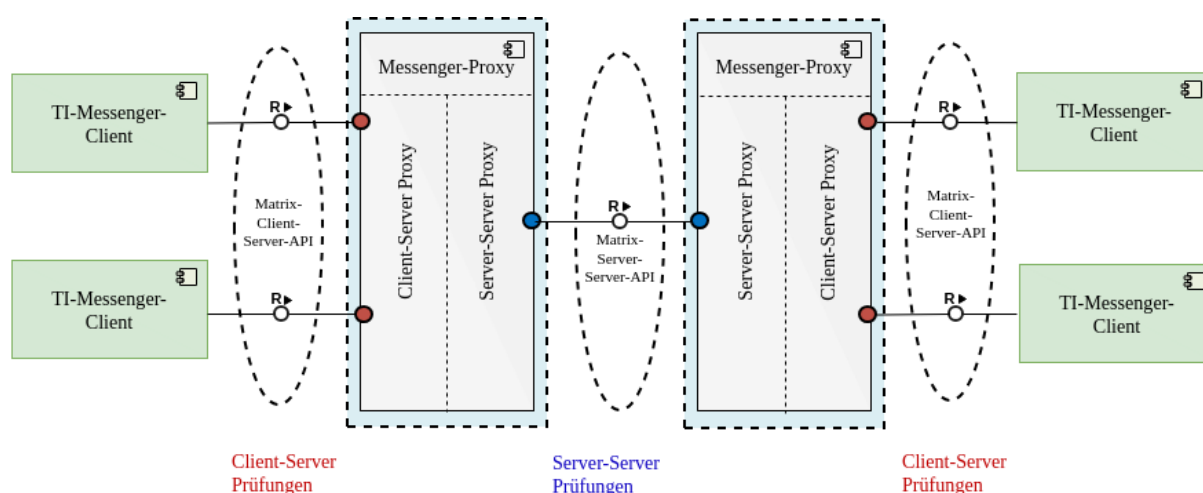 Messenger-Proxy
Messenger-Proxy
TI-Messenger-
Client
R
R
TI-Messenger-
Client
Client-Server Proxy
Server-Server Proxy
Server-Server Proxy
Client-Server Proxy
Matrix-
Client-
Server-API
R
Matrix-
Server-
Server-API
Matrix-
Client-
Server-API
TI-Messenger-
Client
R
R
TI-Messenger-
Client
Client-Server
Prüfungen
Server-Server
Prüfungen
Client-Server
Prüfungen